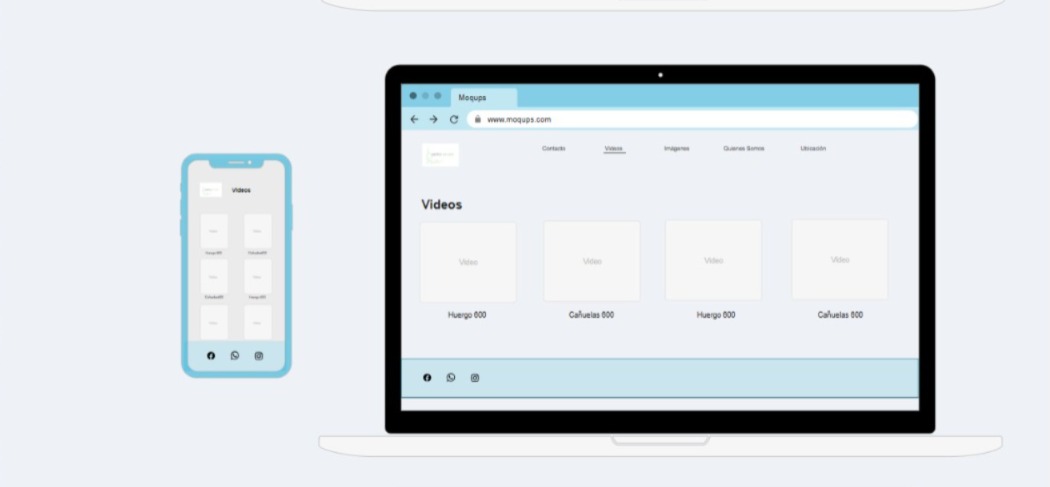 Moqups
www.moqups.com
Contacto Videos Imágenes Quienes Somos Ubicación
Videos
Video Video Video Video
Huergo 600 Cañuelas 600 Huergo 600 Cañuelas 600
Videos
Video Video
Huergo 600 Cañuelas 600
Video Video
Cañuelas 600 Huergo 600
Video Video